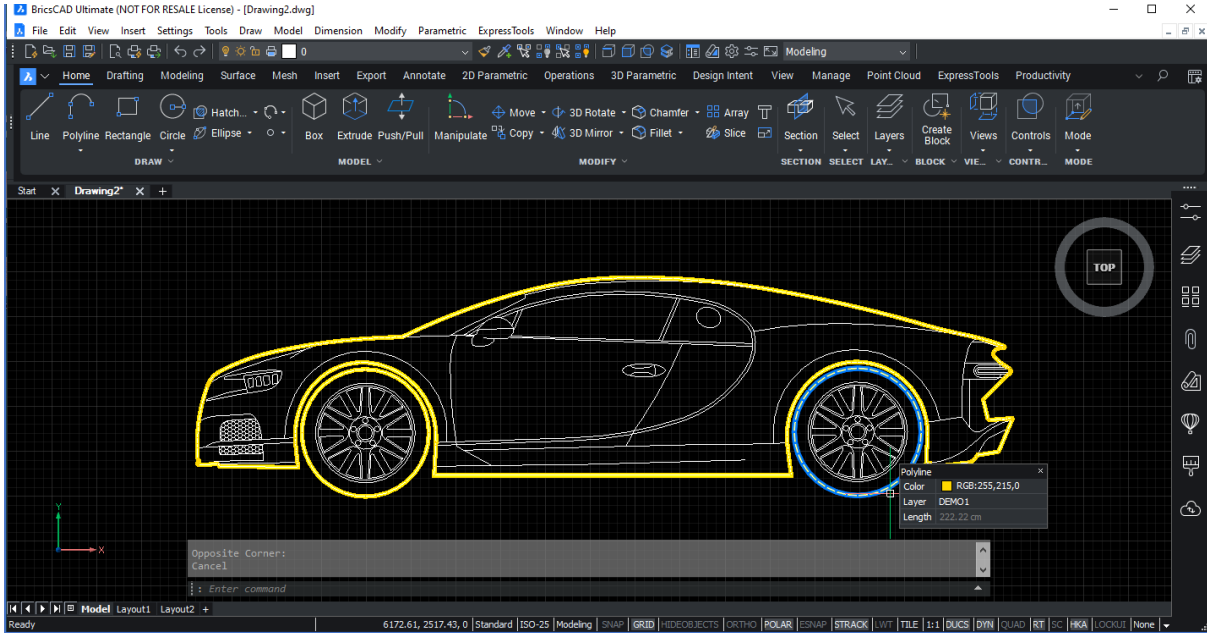 BricsCAD Ultimate (NOT FOR RESALE License) - [Drawing2.dwg]
File Edit View Insert Settings Tools Draw Model Dimension Modify Parametric ExpressTools Window Help
0 Modeling
Home Drafting Modeling Surface Mesh Insert Export Annotate 2D Parametric Operations 3D Parametric Design Intent View Manage Point Cloud ExpressTools Productivity
Hatch... Move 3D Rotate Chamfer Array
Line Polyline Rectangle Circle Ellipse Box Extrude Push/Pull Manipulate Copy 3D Mirror Fillet Slice Section Select Layers Create Block Views Controls Mode
DRAW MODEL MODIFY SECTION SELECT LAY... BLOCK VIE... CONTR... MODE
Start Drawing2*
TOP
Polyline
Color RGB:255,215,0
Layer DEMO1
Length 222.22 cm
Y
X
Opposite Corner:
Cancel
: Enter command
Model Layout1 Layout2 +
Ready 6172.61, 2517.43, 0 Standard ISO-25 Modeling SNAP GRID HIDEOBJECTS ORTHO POLAR ESNAP STRACK LWT TILE 1:1 DUCS DYN QUAD RT SC HKA LOCKUI None